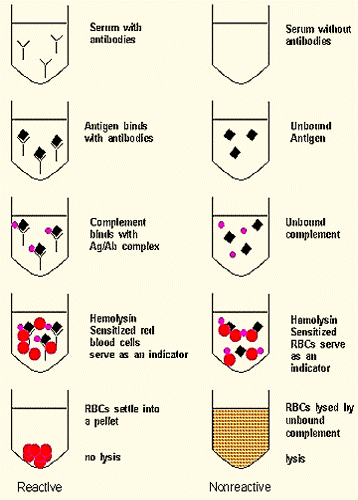 Serum with
antibodies
Serum without
antibodies
Antigen binds
with antibodies
Unbound
Antigen
Complement
binds with
Ag/Ab complex
Unbound
complement
Hemolysin
Sensitized red
blood cells
serve as an indicator
Hemolysin
Sensitized
RBCs serve
as an
indicator
RBCs settle into
a pellet
no lysis
RBCs lysed by
unbound
complement
lysis
Reactive
Nonreactive